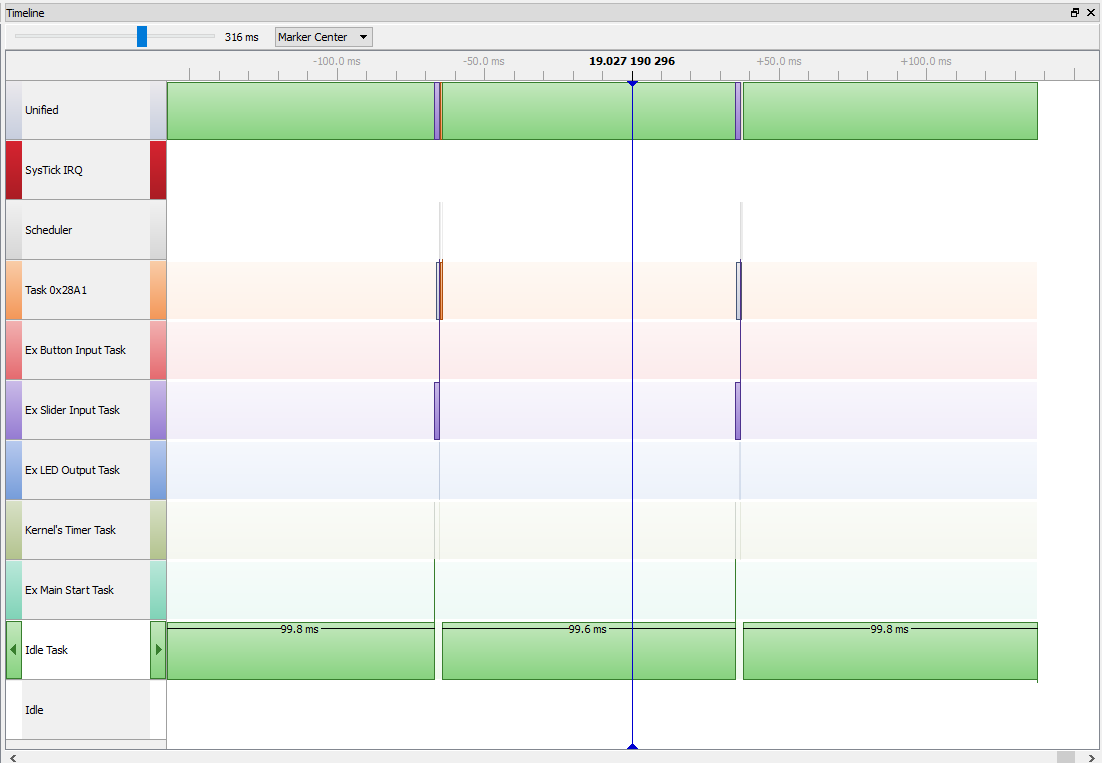 Timeline
316 ms Marker Center
-100.0 ms -50.0 ms 19.027 190 296 +50.0 ms +100.0 ms
Unified
SysTick IRQ
Scheduler
Task 0x28A1
Ex Button Input Task
Ex Slider Input Task
Ex LED Output Task
Kernel's Timer Task
Ex Main Start Task
99.8 ms 99.6 ms 99.8 ms
Idle Task
Idle